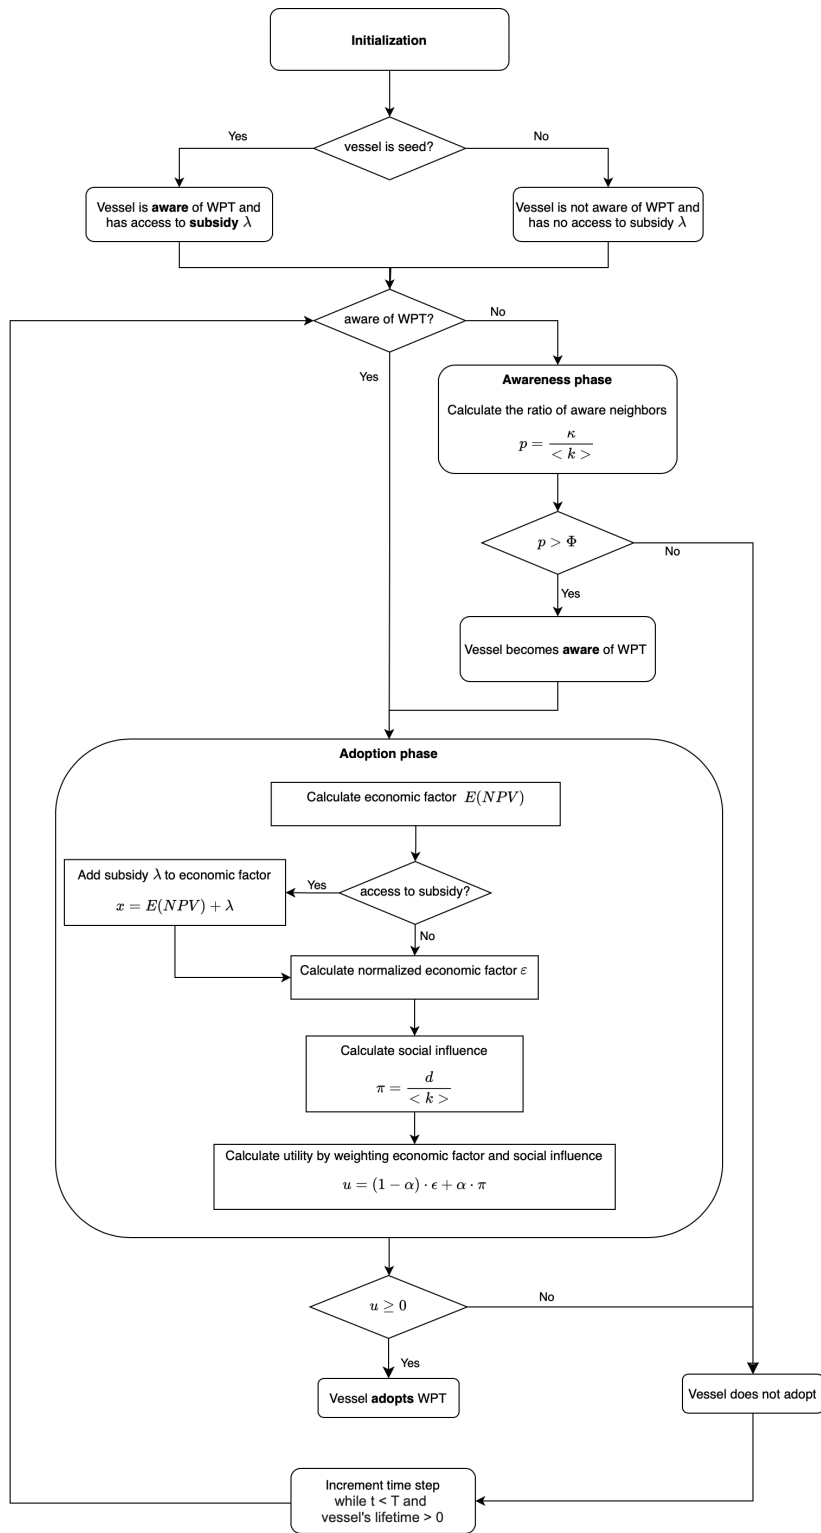 Initialization
vessel is seed?
Yes
No
Vessel is aware of WPT and
has access to subsidy λ
Vessel is not aware of WPT and
has no access to subsidy λ
aware of WPT?
No
Yes
Awareness phase
Calculate the ratio of aware neighbors
p = κ / < k >
p > Φ
No
Yes
Vessel becomes aware of WPT
Adoption phase
Calculate economic factor E(NPV)
access to subsidy?
Yes
Add subsidy λ to economic factor
x = E(NPV) + λ
No
Calculate normalized economic factor ε
Calculate social influence
π = d / < k >
Calculate utility by weighting economic factor and social influence
u = (1 − α) · ϵ + α · π
u ≥ 0
No
Yes
Vessel adopts WPT
Vessel does not adopt
Increment time step
while t < T and
vessel's lifetime > 0